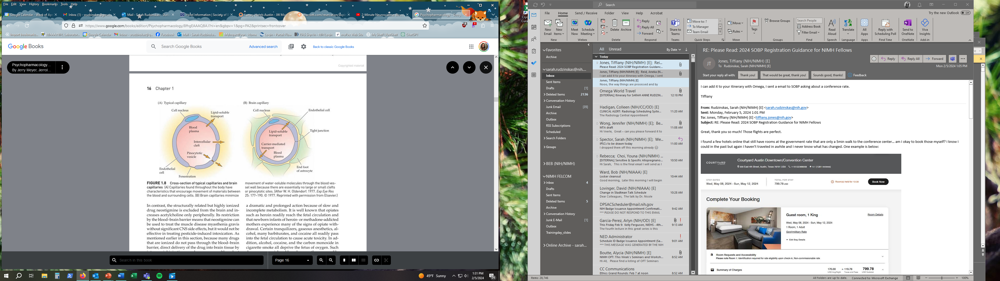 File Edit View History Bookmarks Tools Help
Google Calendar - Week of Apr
Inbox (1) - srudzinskas@gmail
Mail - Sarah Rudzinskas - Outl
Hotel Information | Society of B
Luxury Hotels Austin - JW Ma
marriott.com/reservation/expir
2-Minute Neuroscience: Bloo
Psychopharmacology - Google
https://www.google.com/books/edition/Psychopharmacology/8fhgEAAAQBAJ?hl=en&gbpv=1&pg=PA2&printsec=frontcover
Import bookmarks...
NIAAA/NIH, Laborator...
Google Calendar
Inbox - srudzinskas@q...
Facebook
Mail - Sarah Rudzinska...
MyImpactPage - Home
Login - Partek Flow
ITAS Sign In - NIH Login
myPay Web Site
My Shelf | RedShelf
ChatGPT
Google Books
Search Google Books
Advanced search
Back to classic Google Books
Psychopharmacology...
By Jerry Meyer, Jerrol...
Copyrighted material
16 Chapter 1
(A) Typical capillary
Cell nucleus
Lipid-soluble
transport
Blood
plasma
Intercellular
cleft
Pinocytotic
vesicle
Endothelial
cell
Fenestration
(B) Brain capillary
Cell nucleus
Endothelial cell
Tight junction
Lipid-soluble
transport
Carrier-mediated
transport
Blood
plasma
End foot
of astrocyte
FIGURE 1.8 Cross-section of typical capillaries and brain
capillaries (A) Capillaries found throughout the body have
characteristics that encourage movement of materials between
the blood and surrounding cells. (B) Brain capillaries minimize
movement of water-soluble molecules through the blood ves-
sel wall because there are essentially no large or small clefts
or pinocytotic sites. (After W. H. Oldendorf. 1977. Exp Eye Res
25: 177–190. © 1977. Reprinted with permission from Elsevier.)
In contrast, the structurally related but highly ionized
drug neostigmine is excluded from the brain and in-
creases acetylcholine only peripherally. Its restriction
by the blood–brain barrier means that neostigmine can
be used to treat the muscle disease myasthenia gravis
without significant CNS side effects, but it would not be
effective in treating pesticide-induced intoxication. As
mentioned earlier in this section, because many drugs
that are ionized do not pass through the blood–brain
barrier, direct delivery of the drug into brain tissue by
a dramatic and prolonged action because of slow and
incomplete metabolism. It is well known that opiates
such as heroin readily reach the fetal circulation and
that newborn infants of heroin- or methadone-addicted
mothers experience many of the signs of opiate with-
drawal. Certain tranquilizers, gaseous anesthetics, al-
cohol, many barbiturates, and cocaine all readily pass
into the fetal circulation to cause acute toxicity. In ad-
dition, alcohol, cocaine, and the carbon monoxide in
cigarette smoke all deprive the fetus of oxygen. Such
Search in this book
Page 16
49°F Sunny
1:31 PM
2/5/2024
26
Search
File Home Send / Receive Folder View Help Acrobat
Try the new Outlook Off
New
Email
New
Items
New
Meet
Now
Schedule
Meeting
Webex
Delete
Archive
Delete
Reply
Reply All
Forward
Respond
Share to
Teams
Teams
Move to: ?
To Manager
Team Email
Quick Steps
Move
Rules
Move
Tags
Browse Groups
Groups
Search People
Address Book
Filter Email
Find
Read
Aloud
Speech
Translate
Language
All
Apps
Apps
Reply with
Scheduling Poll
Find Time
Send to
OneNote
OneNote
Viva
Insights
Add-in
Favorites
Archive
sarah.rudzinskas@nih....
Inbox
Sent Items
Drafts [1]
Deleted Items 2136
Conversation History
Junk Email [35]
Archive
Outbox
RSS Subscriptions
Scheduled
Search Folders
Groups
BEB (NIH/NIMH)
NIMH FELCOM
Inbox 4
Drafts
Sent Items
Deleted Items 5
Archive
Conversation History
Junk E-Mail [1]
Outbox
Trainingday_slides
Online Archive - sarah...
All Unread
By Date
Today
Jones, Tiffiany (NIH/NIMH) [E]; Rei...
Please Read: 2024 SOBP Registration Guidanc...
Jones, Tiffiany (NIH/NIMH) [E]; Reid, Aneka (N...
I can add it to your itinerary with Omega, I sent
Jones, Tiffiany (NIH/NIMH) [E]
Nooo, the way things are processed and by
Omega World Travel
[EXTERNAL] Itinerary for SARAH ANNE RUDZIN... 12:18 PM
Hadigan, Colleen (NIH/CC/OD) [E]
CLINICAL ALERT: Radiology Scheduling Syste... 11:20 AM
The Radiology Central Appointment
Wong, Jennifer (NIH/NIMH) [E]; Be...
MTA draft 11:08 AM
Hi Veerle, Great – can you please forward it to
Spector, Sarah (NIH/NIMH) [E]; We...
IPSCs to be drawn today 11:00 AM
I dropped them off this morning already
Rebecca; Choi, Youna (NIH/NIMH) ...
[EXTERNAL] Sensitive & Specific Allopregnano... 10:50 AM
Hi Sarah, This is the final email I will send as I
Ward, Bob (NIH/NIAAA) [E]
Locker cleanout 10:44 AM
Good morning, Later this morning I will begin
Lovinger, David (NIH/NIAAA) [E]
Change in Stadtman Talk Schedule 10:28 AM
Dear Colleagues, The talk by Dr. Nicole
DPSACScheduler@mail.nih.gov
NIH Badge Issuance Appointment Confirmati... 9:42 AM
*** PLEASE DO NOT RESPOND TO THIS EMAIL
Garcia-Perez, Arlyn (NIH/OD) [E]
This Friday Feb 9: Kelly Ferguson, NIEHS - 4th... 9:13 AM
The fourth lecture in this great series is this
NED Administrator
Schedule ID Badge Issuance Appointment (Sa... 9:01 AM
*** THIS MESSAGE WAS GENERATED BY THE NIH
Boutte, Alycia (NIH/NIMH) [E]
NIMH OFT: This Week's Seminars and Worksh... 8:52 AM
Hi All, Please find a listing of OFT Seminars
CC Communications
Ethics Grand Rounds: Feb 7 at noon 8:52 AM
RE: Please Read: 2024 SOBP Registration Guidance for NIMH Fellows
JT
Jones, Tiffiany (NIH/NIMH) [E]
To Rudzinskas, Sarah (NIH/NIMH) [E]
Reply
Reply All
Forward
Mon 2/5/2024 1:05 PM
Start your reply all with:
Thank you!
That would be great, thank you!
Sounds good, thanks!
Feedback
I can add it to your itinerary with Omega, I sent a email to SOBP asking about a conference rate.
Tiffiany
From: Rudzinskas, Sarah (NIH/NIMH) [E] <sarah.rudzinskas@nih.gov>
Sent: Monday, February 5, 2024 1:01 PM
To: Jones, Tiffiany (NIH/NIMH) [E] <tiffiany.jones@nih.gov>
Subject: RE: Please Read: 2024 SOBP Registration Guidance for NIMH Fellows
Great, thank you so much! Those flights are perfect.
I found a few hotels online that still have rooms at the government rate that are only a 5min walk to the conference center... am I okay to book those myself? I know I
could in the past but again I haven't traveled in awhile and I never know what has changed. One example is below:
COURTYARD
Courtyard Austin Downtown/Convention Center
300 East 4th Street, Austin, Texas 78701 USA +15122368008 4.1 (1291 reviews)
STAY DATES
Wed, May 08, 2024 - Sun, May 12, 2024
TOTAL FOR STAY
799.78 USD
Room(s) held for 13:30
Book Now
Complete Your Booking
Guest room, 1 King
Room Details
Wed, May 08, 2024 - Sun, May 12, 2024
1 Room, 1 Adult
Govt/military Rate
Edit Stay Details
Room Requests and Accessibility
Please note Room 1: Identification required for rate eligibility upon check-in, Non-commissionable rate
Summary of Charges
170.00 + 119.78 799.78
USD Avg/Night Taxes and Fees USD Subtotal
Items: 28,746
All folders are up to date. Connected to: Microsoft Exchange
100%